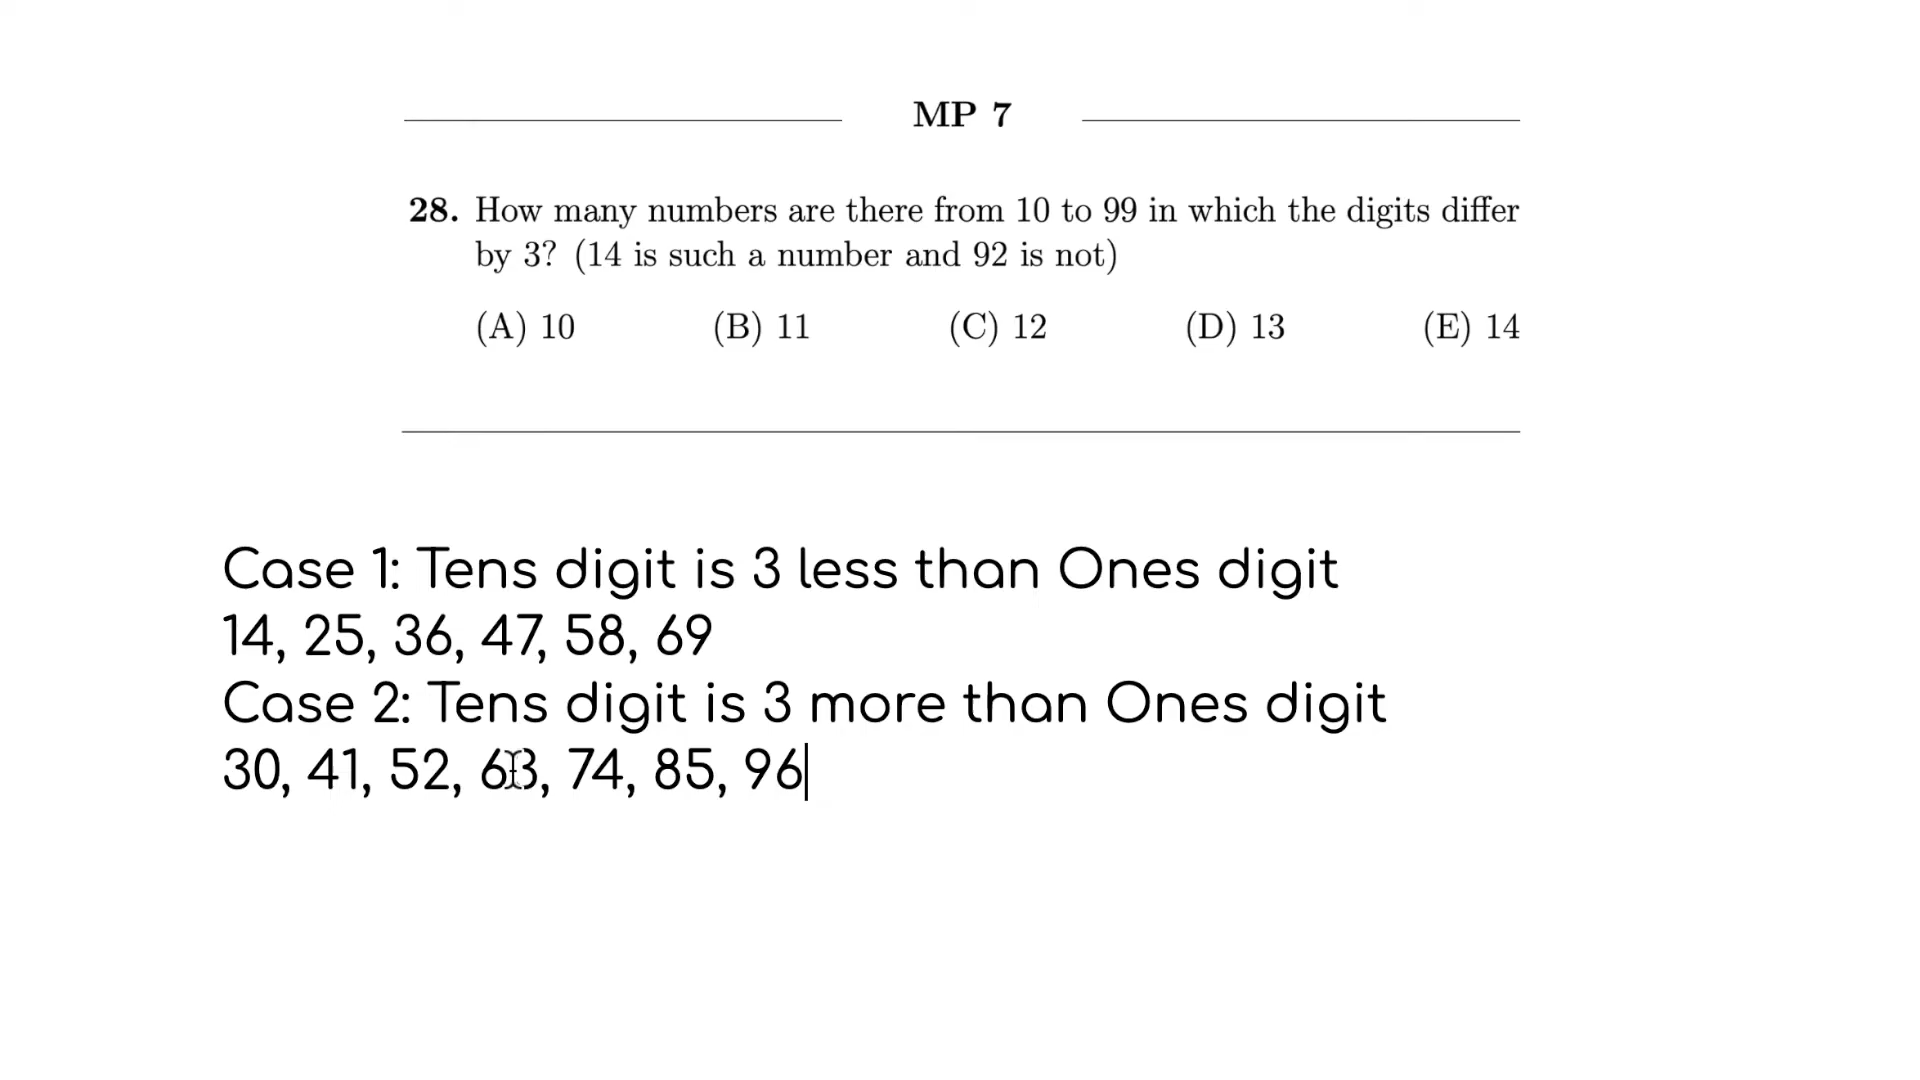 MP 7
28. How many numbers are there from 10 to 99 in which the digits differ
by 3? (14 is such a number and 92 is not)
(A) 10 (B) 11 (C) 12 (D) 13 (E) 14
Case 1: Tens digit is 3 less than Ones digit
14, 25, 36, 47, 58, 69
Case 2: Tens digit is 3 more than Ones digit
30, 41, 52, 63, 74, 85, 96